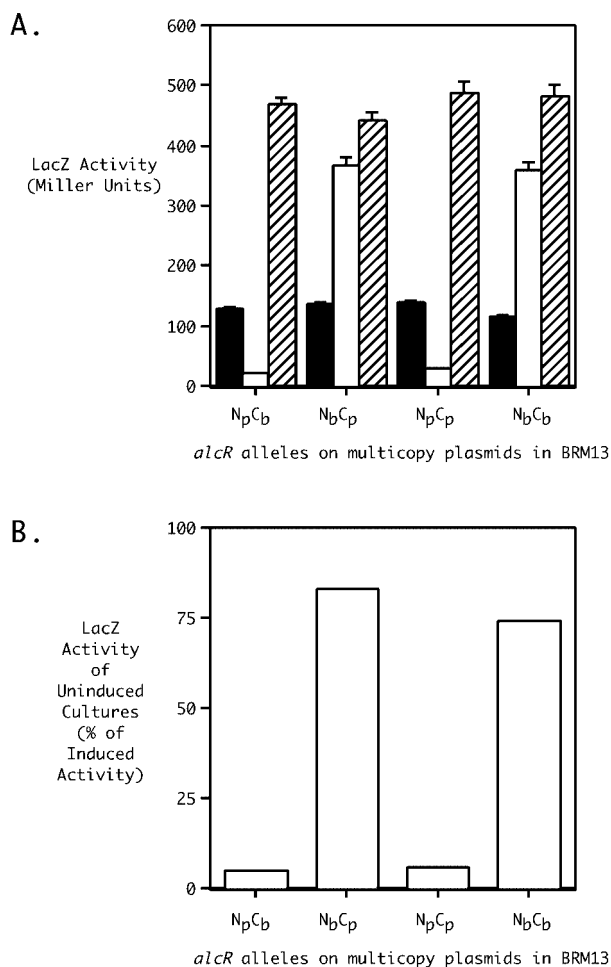 A.
600
500
400
300
200
100
0
LacZ Activity
(Miller Units)
NpCb
NbCp
NpCp
NbCb
alcR alleles on multicopy plasmids in BRM13
B.
100
75
50
25
0
LacZ
Activity
of
Uninduced
Cultures
(% of
Induced
Activity)
NpCb
NbCp
NpCp
NbCb
alcR alleles on multicopy plasmids in BRM13